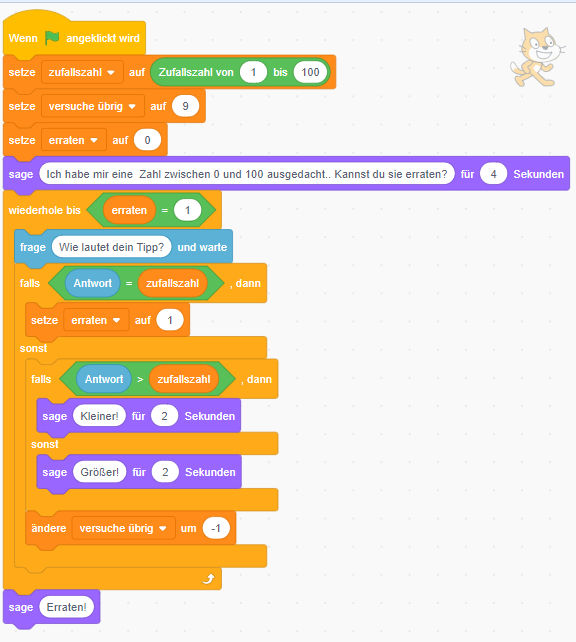 Wenn angeklickt wird
setze zufallszahl auf Zufallszahl von 1 bis 100
setze versuche übrig auf 9
setze erraten auf 0
sage Ich habe mir eine Zahl zwischen 0 und 100 ausgedacht.. Kannst du sie erraten? für 4 Sekunden
wiederhole bis erraten = 1
frage Wie lautet dein Tipp? und warte
falls Antwort = zufallszahl , dann
setze erraten auf 1
sonst
falls Antwort > zufallszahl , dann
sage Kleiner! für 2 Sekunden
sonst
sage Größer! für 2 Sekunden
ändere versuche übrig um -1
sage Erraten!